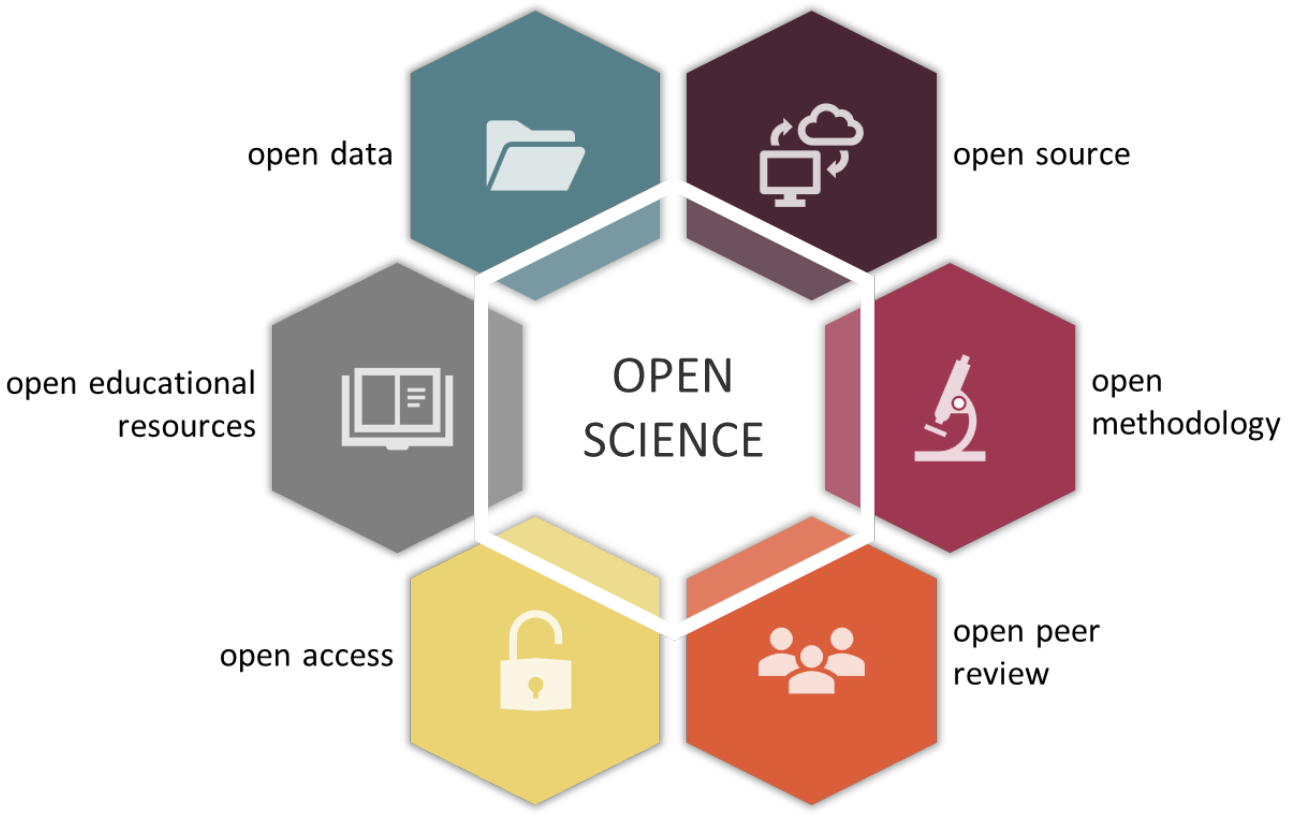 open data
open source
open educational
resources
OPEN
SCIENCE
open
methodology
open access
open peer
review